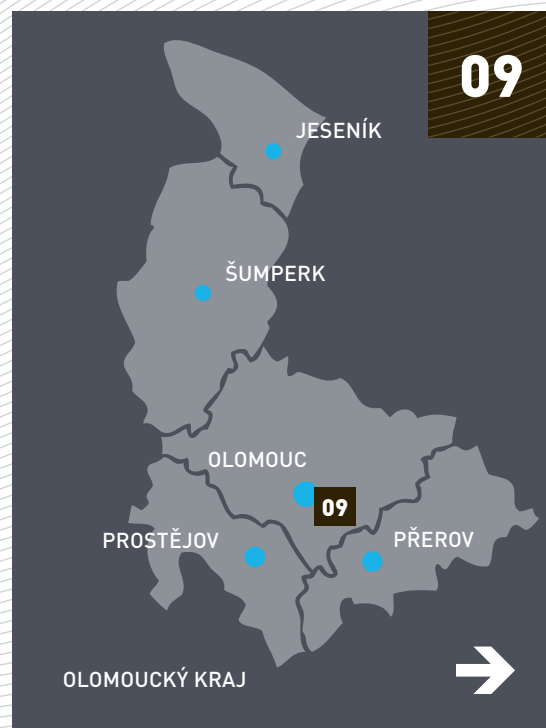 09
JESENÍK
ŠUMPERK
OLOMOUC
09
PROSTĚJOV
PŘEROV
OLOMOUCKÝ KRAJ